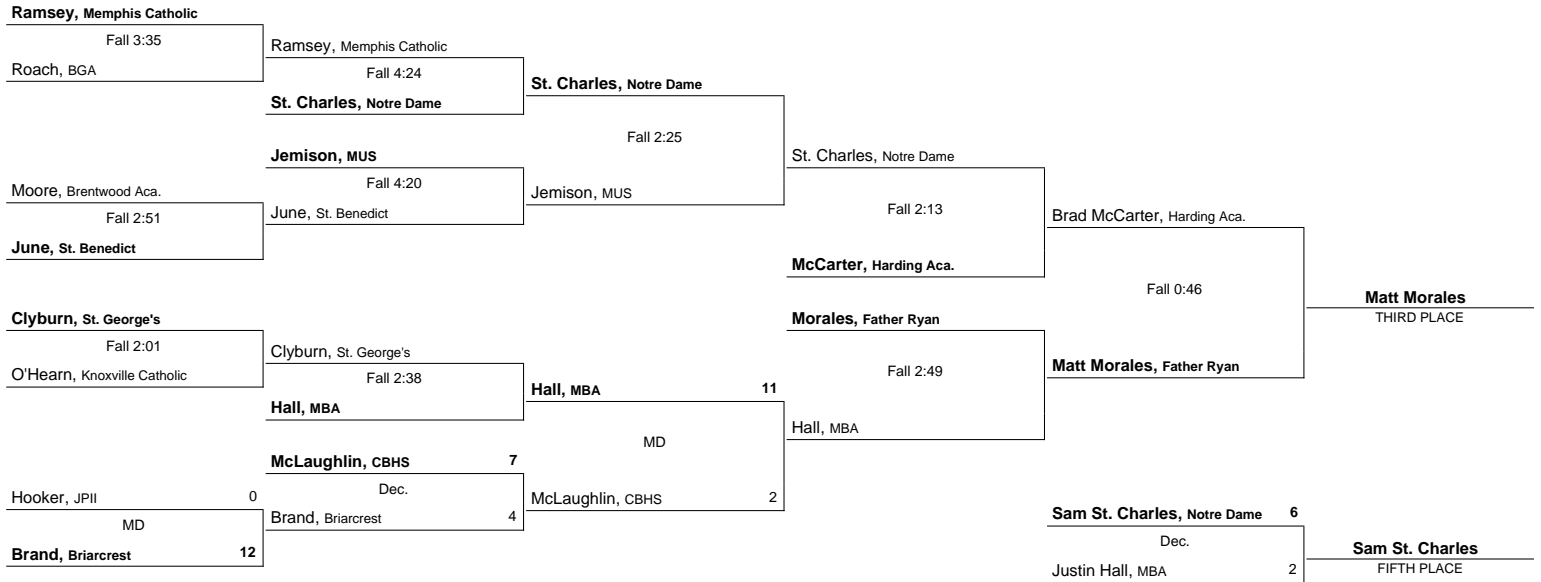 Ramsey, Memphis Catholic
Fall 3:35
Roach, BGA
Ramsey, Memphis Catholic
Fall 4:24
St. Charles, Notre Dame
St. Charles, Notre Dame
Fall 2:25
Jemison, MUS
Fall 4:20
June, St. Benedict
Jemison, MUS
Moore, Brentwood Aca.
Fall 2:51
June, St. Benedict
St. Charles, Notre Dame
Fall 2:13
McCarter, Harding Aca.
Brad McCarter, Harding Aca.
Fall 0:46
Matt Morales
THIRD PLACE
Clyburn, St. George's
Fall 2:01
O'Hearn, Knoxville Catholic
Clyburn, St. George's
Fall 2:38
Hall, MBA
Hall, MBA 11
MD
McLaughlin, CBHS 7
Dec.
Brand, Briarcrest 4
McLaughlin, CBHS 2
Hooker, JPII 0
MD
Brand, Briarcrest 12
Morales, Father Ryan
Fall 2:49
Hall, MBA
Matt Morales, Father Ryan
Sam St. Charles, Notre Dame 6
Dec.
Justin Hall, MBA 2
Sam St. Charles
FIFTH PLACE